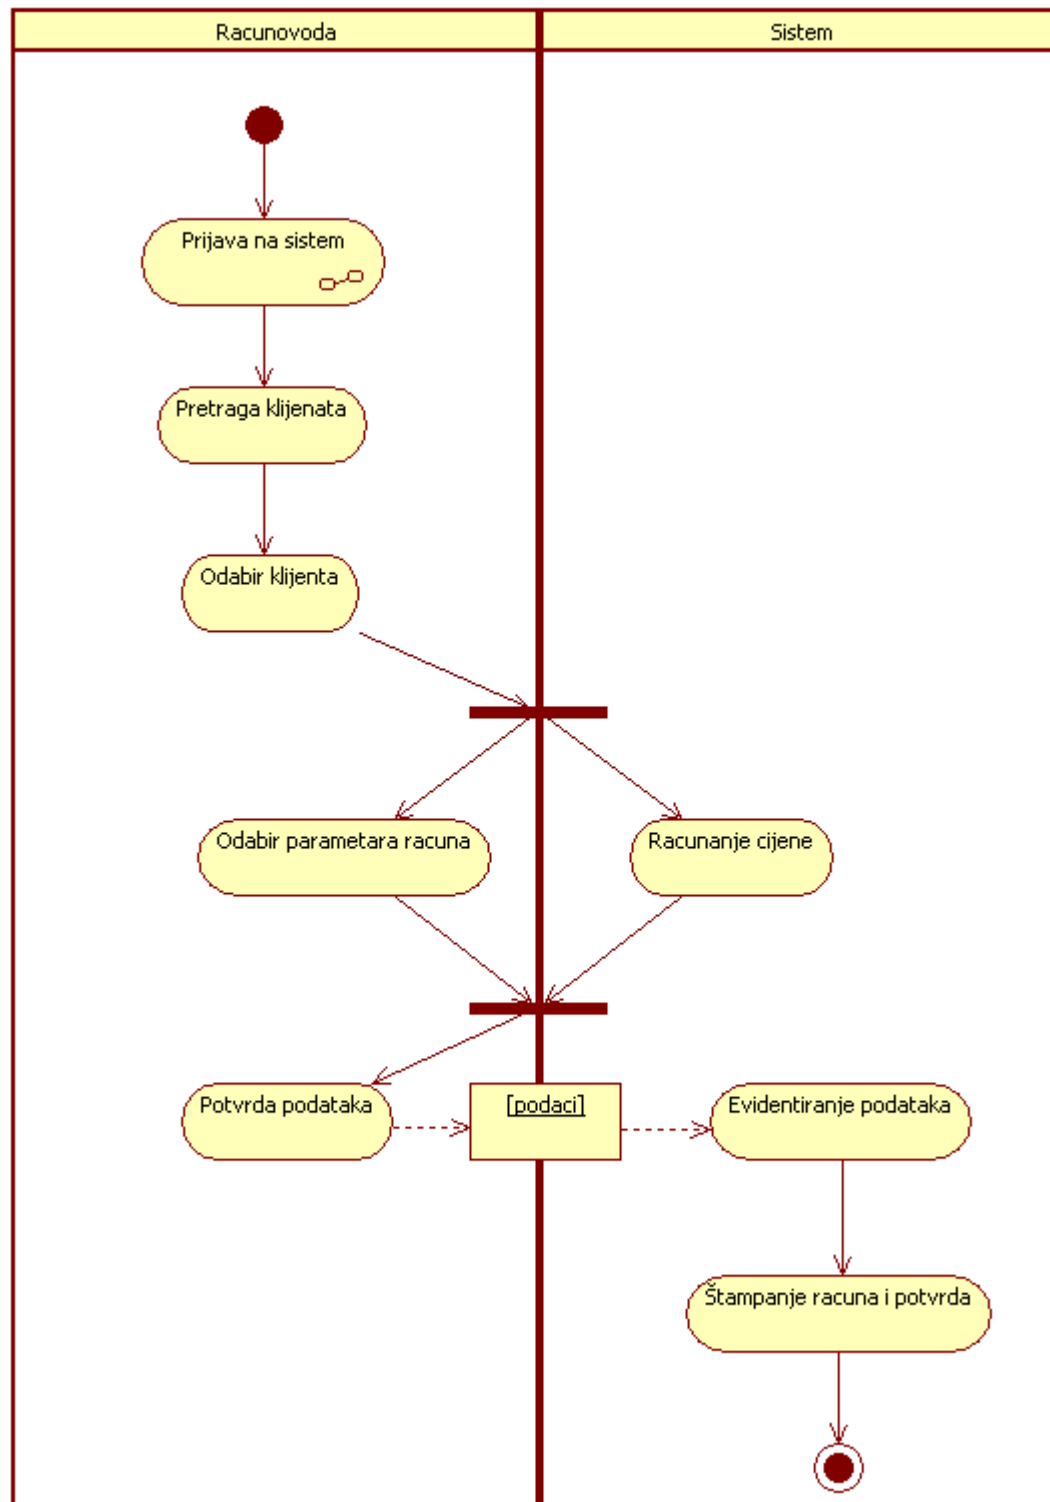 Racunovoda
Sistem
Prijava na sistem
Pretraga klijenata
Odabir klijenta
Odabir parametara racuna
Racunanje cijene
Potvrda podataka
[podaci]
Evidentiranje podataka
Štampanje racuna i potvrda